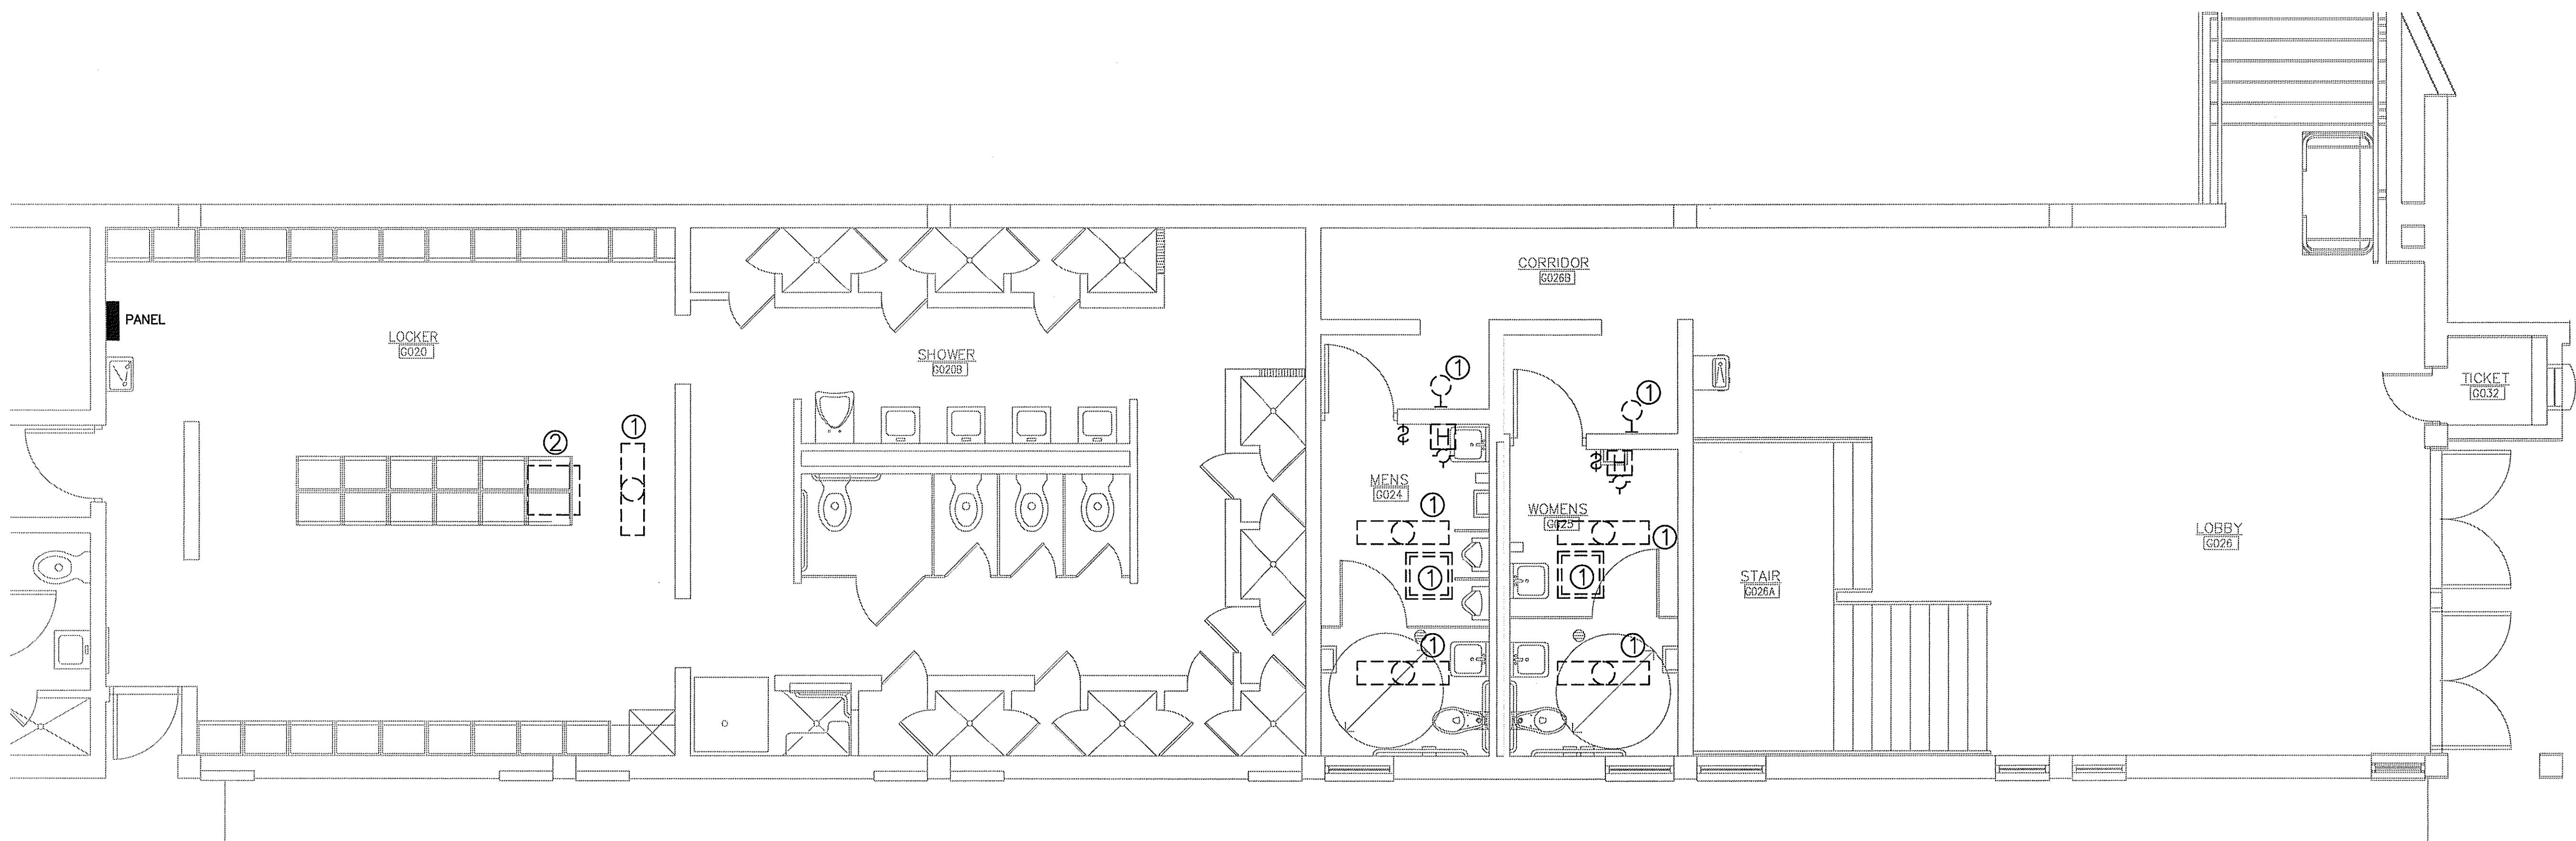 CORRIDOR
G026B
PANEL
LOCKER
G020
SHOWER
G020B
1
1
TICKET
G032
2
1
H
H
MENS
G024
1
WOMENS
G025
1
LOBBY
G026
1
1
STAIR
G026A
1
1